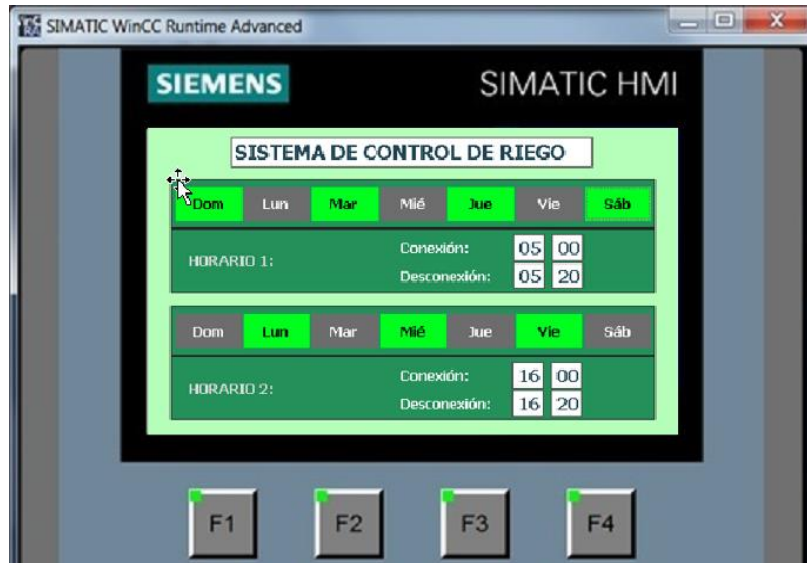 SIMATIC WinCC Runtime Advanced
SIEMENS SIMATIC HMI
SISTEMA DE CONTROL DE RIEGO
Dom Lun Mar Mié Jue Vie Sáb
HORARIO 1:
Conexión: 05 00
Desconexión: 05 20
Dom Lun Mar Mié Jue Vie Sáb
HORARIO 2:
Conexión: 16 00
Desconexión: 16 20
F1 F2 F3 F4